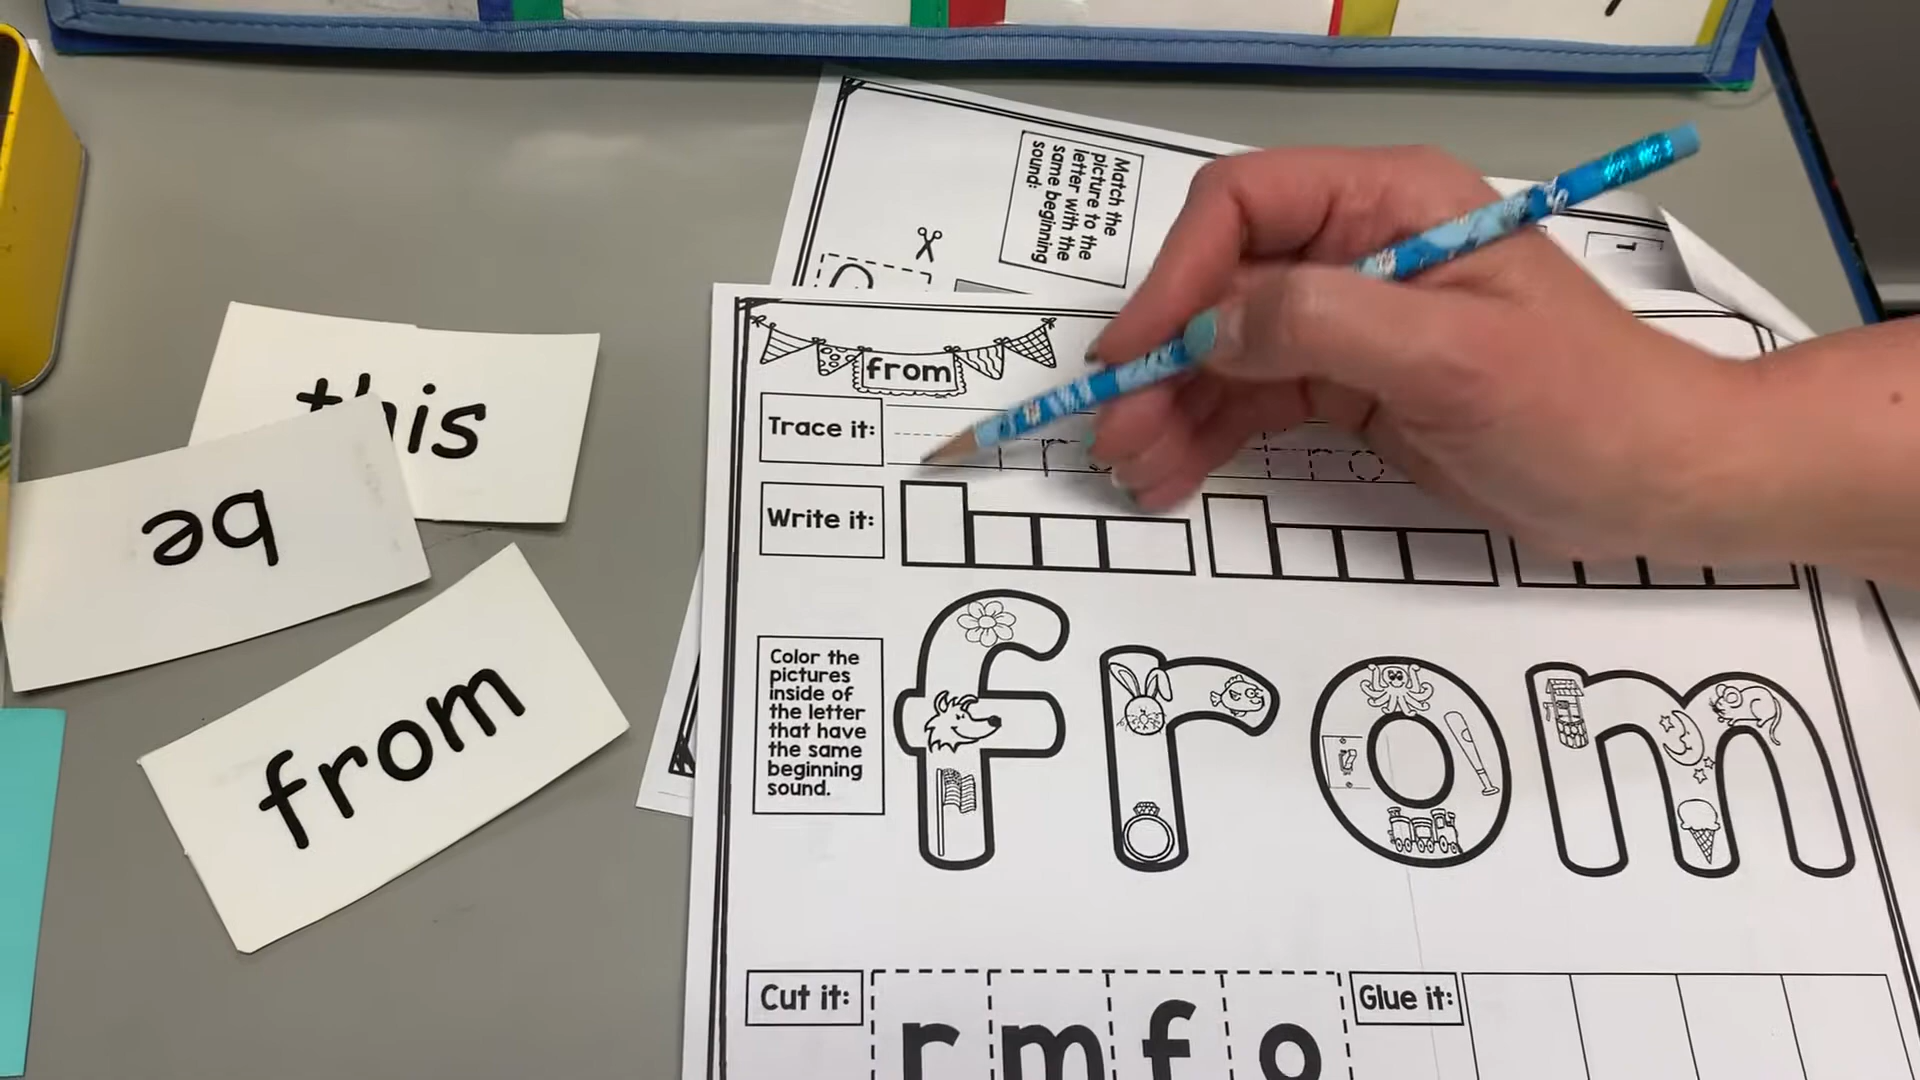 Match the
picture to the
letter with the
same beginning
sound:
this
be
from
from
Trace it:
Write it:
Color the
pictures
inside of
the letter
that have
the same
beginning
sound.
from
Cut it:
r m f o
Glue it: